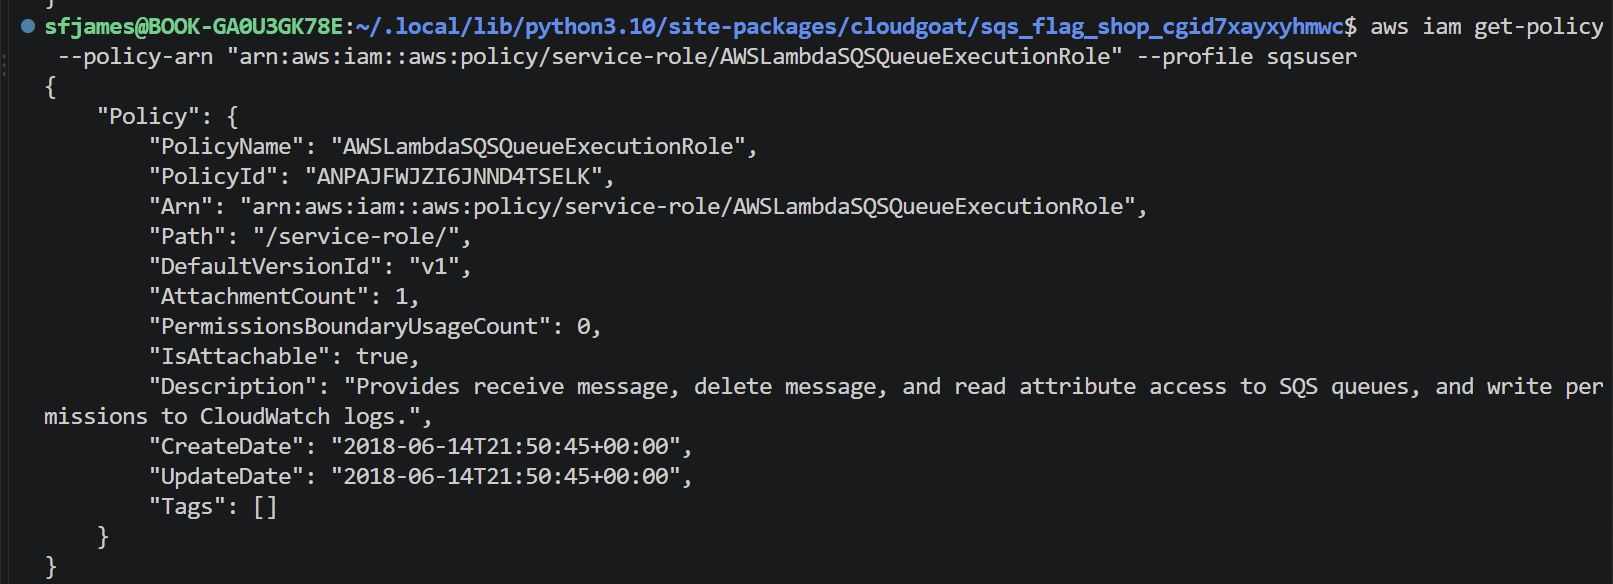 sfjames@BOOK-GA0U3GK78E:~/.local/lib/python3.10/site-packages/cloudgoat/sqs_flag_shop_cgid7xayxyhmwc$ aws iam get-policy
 --policy-arn "arn:aws:iam::aws:policy/service-role/AWSLambdaSQSQueueExecutionRole" --profile sqsuser
{
    "Policy": {
        "PolicyName": "AWSLambdaSQSQueueExecutionRole",
        "PolicyId": "ANPAJFWJZI6JNND4TSELK",
        "Arn": "arn:aws:iam::aws:policy/service-role/AWSLambdaSQSQueueExecutionRole",
        "Path": "/service-role/",
        "DefaultVersionId": "v1",
        "AttachmentCount": 1,
        "PermissionsBoundaryUsageCount": 0,
        "IsAttachable": true,
        "Description": "Provides receive message, delete message, and read attribute access to SQS queues, and write per
missions to CloudWatch logs.",
        "CreateDate": "2018-06-14T21:50:45+00:00",
        "UpdateDate": "2018-06-14T21:50:45+00:00",
        "Tags": []
    }
}